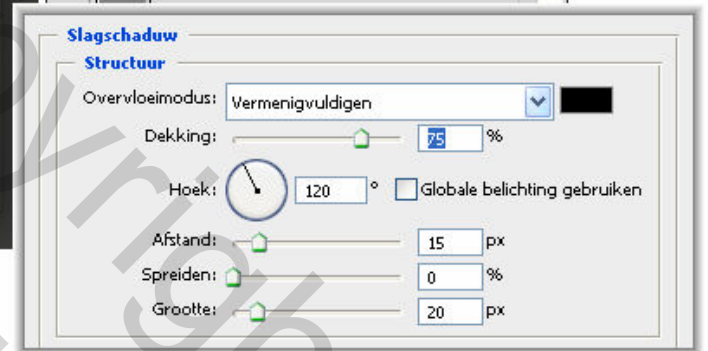 Slagschaduw
Structuur
Overvloeimodus: Vermenigvuldigen
Dekking: 75 %
Hoek: 120 ° Globale belichting gebruiken
Afstand: 15 px
Spreiden: 0 %
Grootte: 20 px